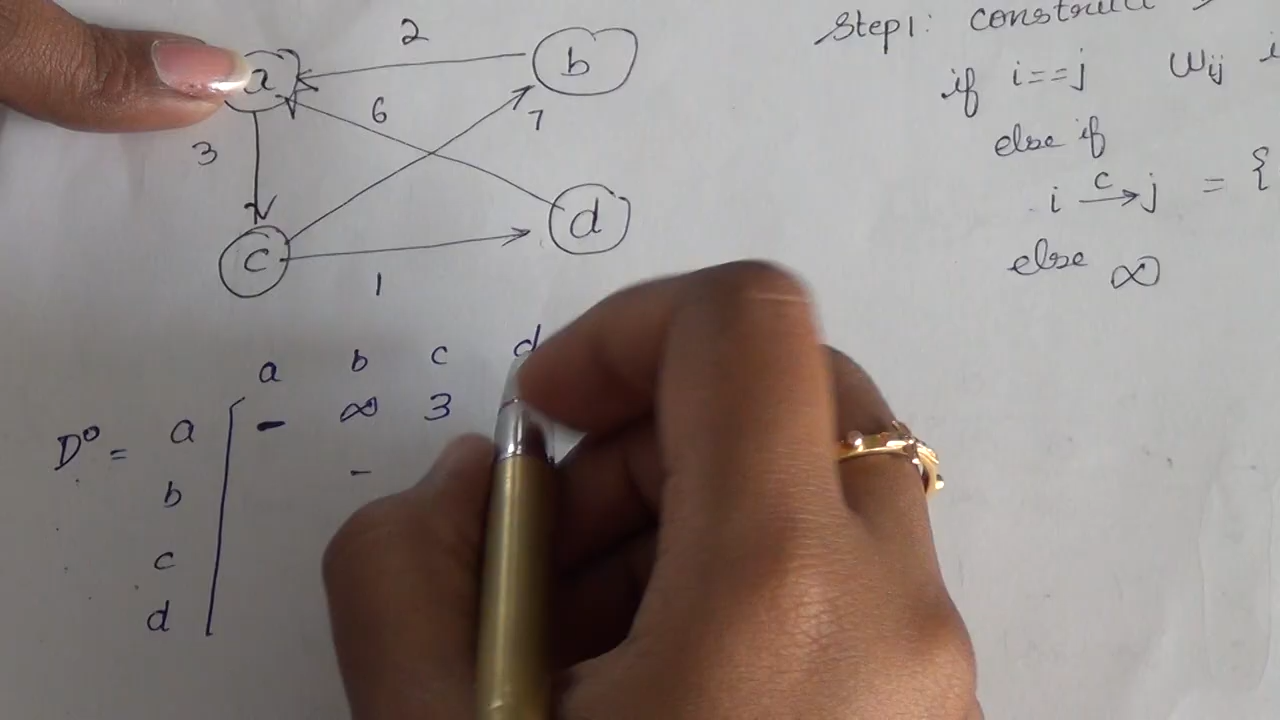 2
a
b
6
7
3
c
d
1
Step1: construct
if i==j Wij
else if
i c→ j = {
else ∞
a b c d
D⁰ = a - ∞ 3
b -
c
d